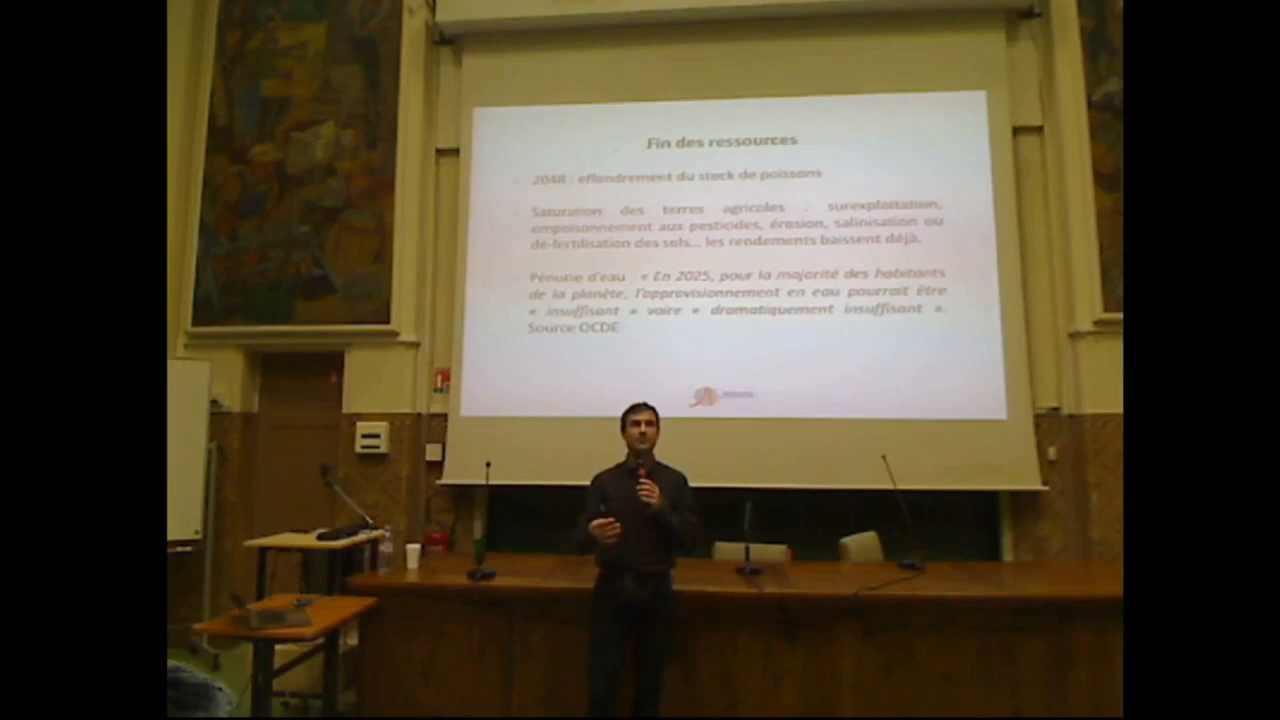 Fin des ressources
2048 : effondrement du stock de poissons
Saturation des terres agricoles : surexploitation,
empoisonnement aux pesticides, érosion, salinisation ou
dé-fertilisation des sols... les rendements baissent déjà.
Pénurie d'eau : « En 2025, pour la majorité des habitants
de la planète, l'approvisionnement en eau pourrait être
« insuffisant » voire « dramatiquement insuffisant ».
Source OCDE